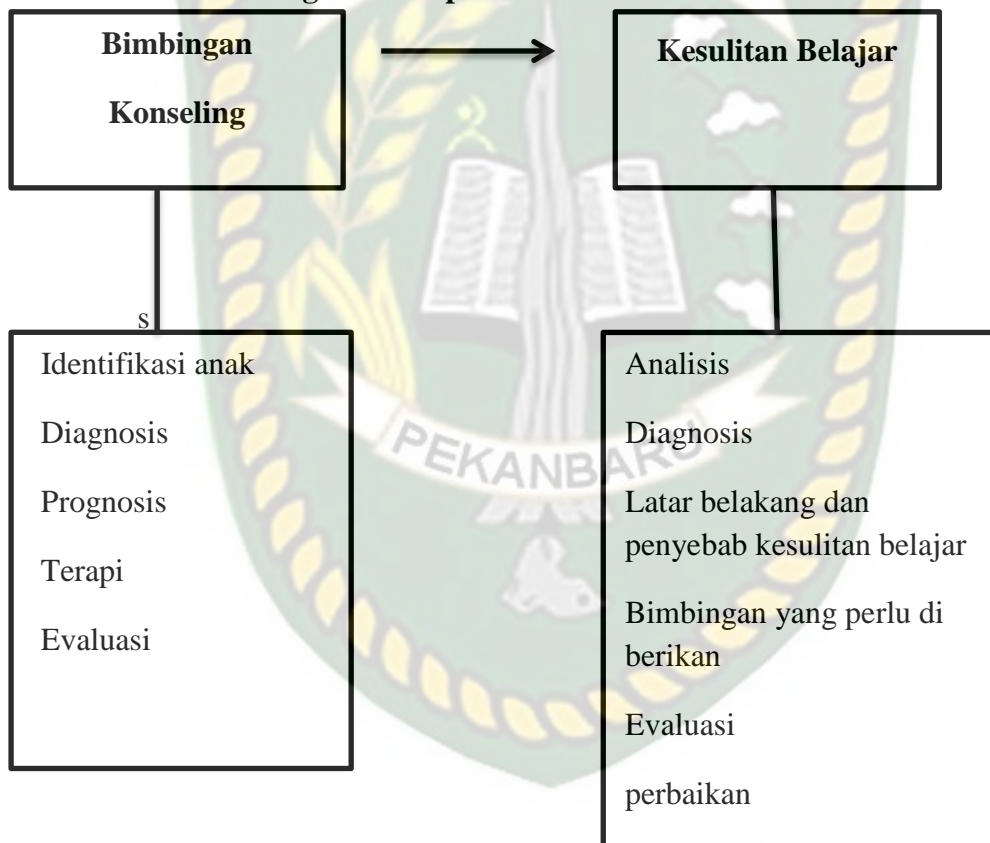 Bimbingan
Konseling
Kesulitan Belajar
s
Identifikasi anak
Diagnosis
Prognosis
Terapi
Evaluasi
Analisis
Diagnosis
Latar belakang dan
penyebab kesulitan belajar
Bimbingan yang perlu di
berikan
Evaluasi
perbaikan
PEKANBARU